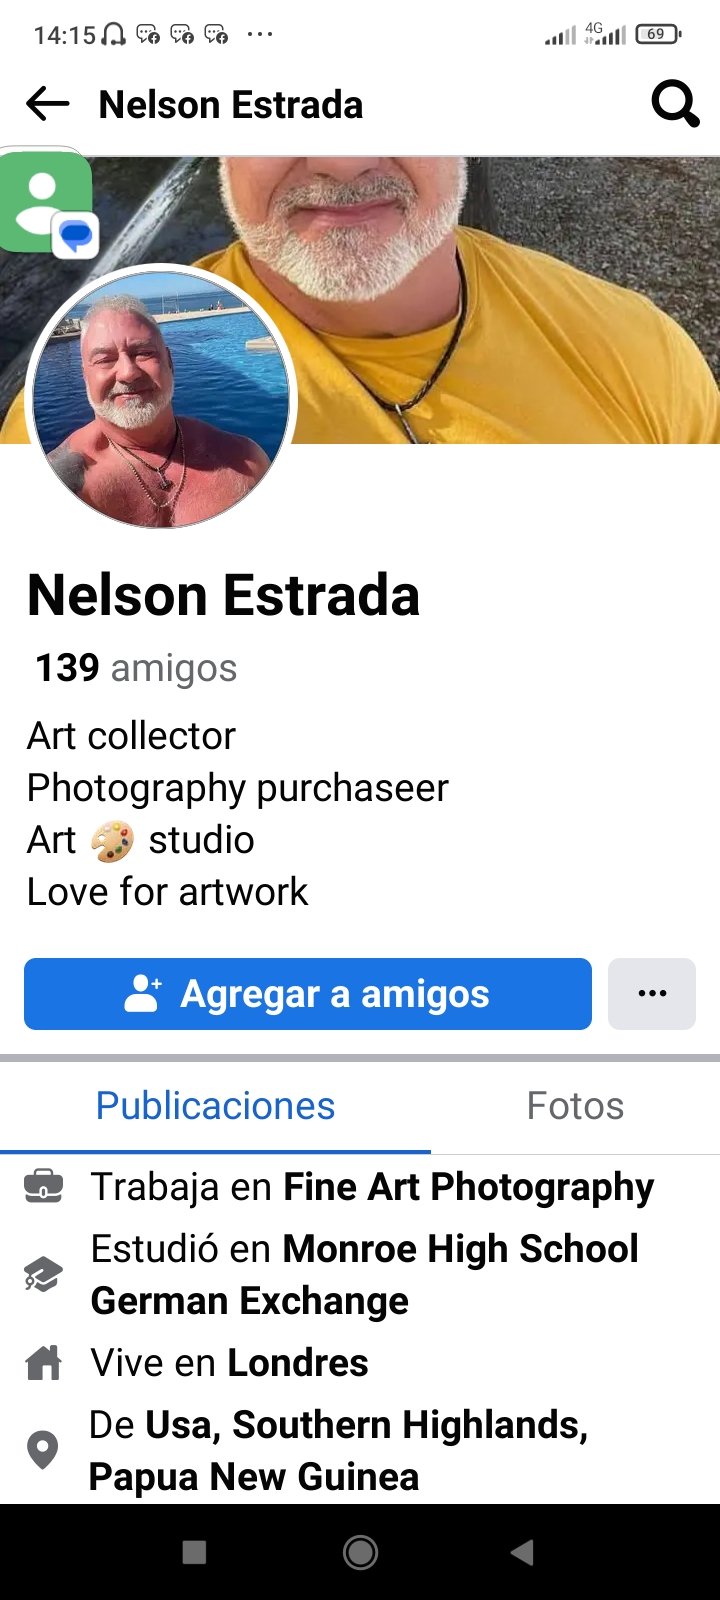 14:15 4G 69
Nelson Estrada
Nelson Estrada
139 amigos
Art collector
Photography purchaseer
Art 🎨 studio
Love for artwork
Agregar a amigos
Publicaciones Fotos
Trabaja en Fine Art Photography
Estudió en Monroe High School
German Exchange
Vive en Londres
De Usa, Southern Highlands,
Papua New Guinea